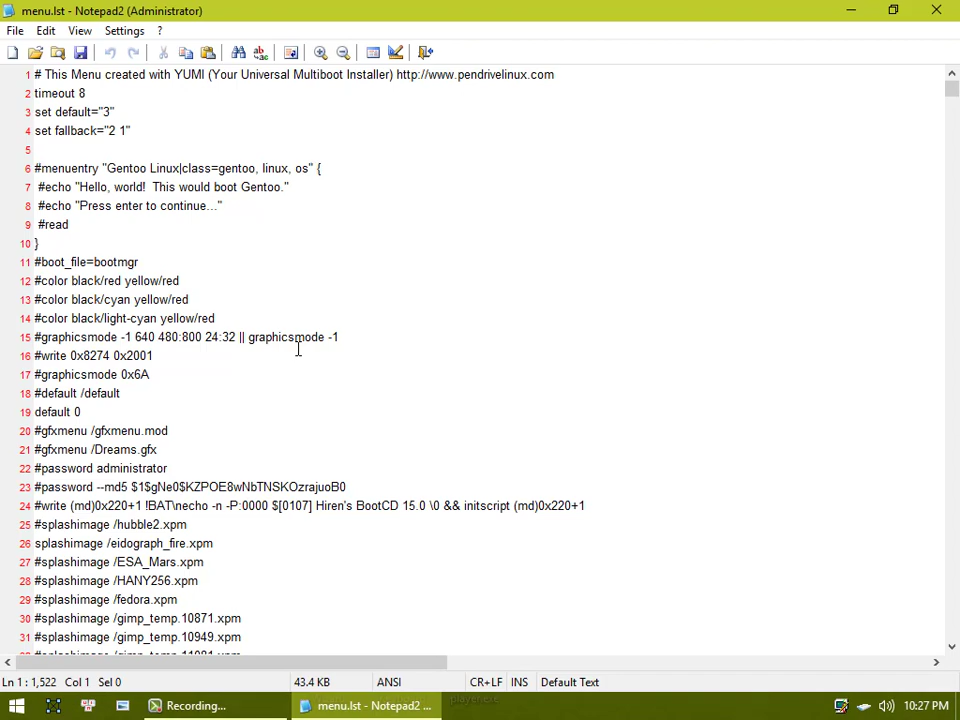 menu.lst - Notepad2 (Administrator)
File Edit View Settings ?
1 # This Menu created with YUMI (Your Universal Multiboot Installer) http://www.pendrivelinux.com
2 timeout 8
3 set default="3"
4 set fallback="2 1"
5
6 #menuentry "Gentoo Linux|class=gentoo, linux, os" {
7 #echo "Hello, world!  This would boot Gentoo."
8 #echo "Press enter to continue..."
9 #read
10 }
11 #boot_file=bootmgr
12 #color black/red yellow/red
13 #color black/cyan yellow/red
14 #color black/light-cyan yellow/red
15 #graphicsmode -1 640 480:800 24:32 || graphicsmode -1
16 #write 0x8274 0x2001
17 #graphicsmode 0x6A
18 #default /default
19 default 0
20 #gfxmenu /gfxmenu.mod
21 #gfxmenu /Dreams.gfx
22 #password administrator
23 #password --md5 $1$gNe0$KZPOE8wNbTNSKOzrajuoB0
24 #write (md)0x220+1 !BAT\necho -n -P:0000 $[0107] Hiren's BootCD 15.0 \0 && initscript (md)0x220+1
25 #splashimage /hubble2.xpm
26 splashimage /eidograph_fire.xpm
27 #splashimage /ESA_Mars.xpm
28 #splashimage /HANY256.xpm
29 #splashimage /fedora.xpm
30 #splashimage /gimp_temp.10871.xpm
31 #splashimage /gimp_temp.10949.xpm
Ln 1 : 1,522 Col 1 Sel 0 43.4 KB ANSI CR+LF INS Default Text
Recording... menu.lst - Notepad2 ... 10:27 PM